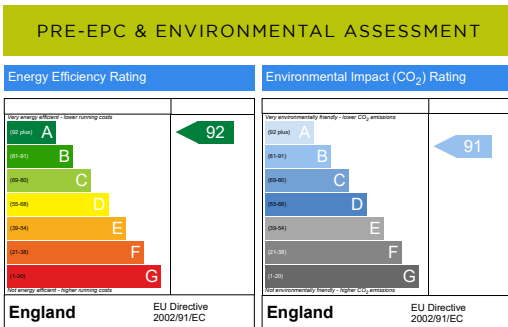 PRE-EPC & ENVIRONMENTAL ASSESSMENT
Energy Efficiency Rating
Very energy efficient - lower running costs
(92 plus) A
92
(81-91) B
(69-80) C
(55-68) D
(39-54) E
(21-38) F
(1-20) G
Not energy efficient - higher running costs
England
EU Directive
2002/91/EC
Environmental Impact (CO2) Rating
Very environmentally friendly - lower CO2 emissions
(92 plus) A
(81-91) B
91
(69-80) C
(55-68) D
(39-54) E
(21-38) F
(1-20) G
Not environmentally friendly - higher CO2 emissions
England
EU Directive
2002/91/EC